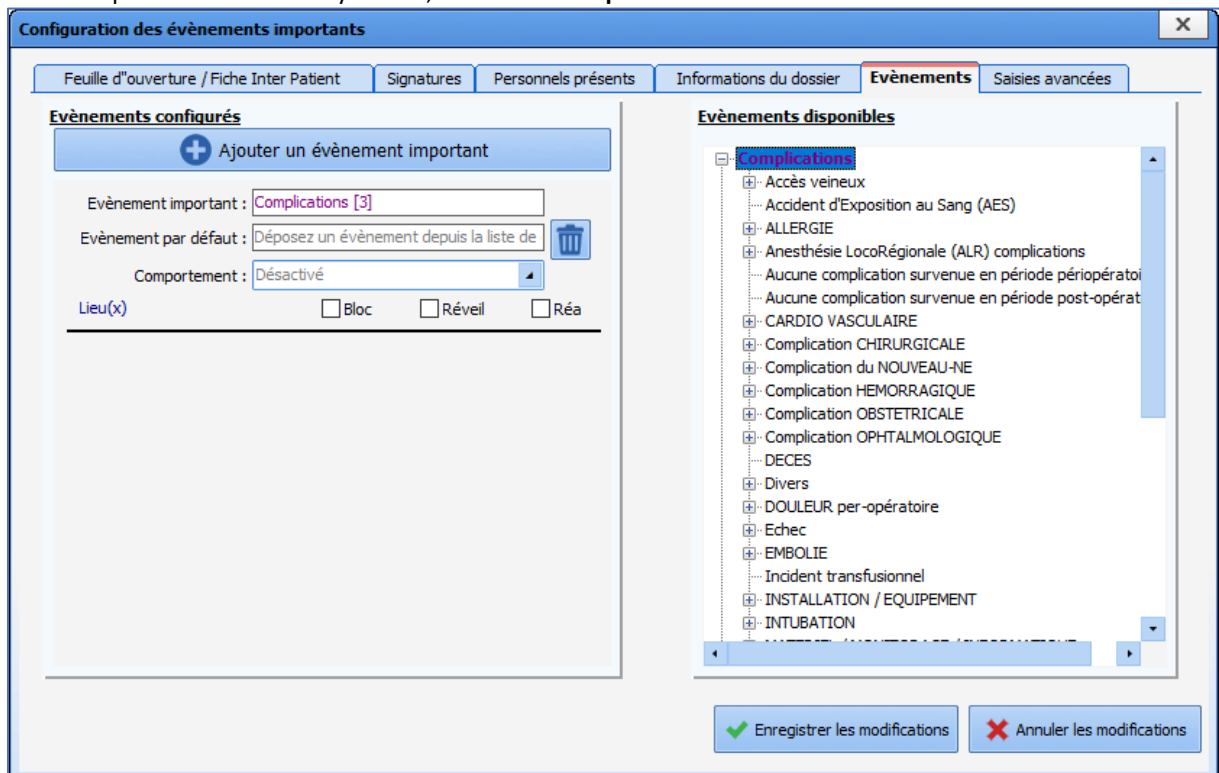 Configuration des évènements importants
Feuille d"ouverture / Fiche Inter Patient
Signatures
Personnels présents
Informations du dossier
Evènements
Saisies avancées
Evènements configurés
Ajouter un évènement important
Evènement important : Complications [3]
Evènement par défaut : Déposez un évènement depuis la liste de
Comportement : Désactivé
Lieu(x) Bloc Réveil Réa
Evènements disponibles
Complications
Accès veineux
Accident d'Exposition au Sang (AES)
ALLERGIE
Anesthésie LocoRégionale (ALR) complications
Aucune complication survenue en période périopératoi
Aucune complication survenue en période post-opérat
CARDIO VASCULAIRE
Complication CHIRURGICALE
Complication du NOUVEAU-NE
Complication HEMORRAGIQUE
Complication OBSTETRICALE
Complication OPHTALMOLOGIQUE
DECES
Divers
DOULEUR per-opératoire
Echec
EMBOLIE
Incident transfusionnel
INSTALLATION / EQUIPEMENT
INTUBATION
Enregistrer les modifications
Annuler les modifications